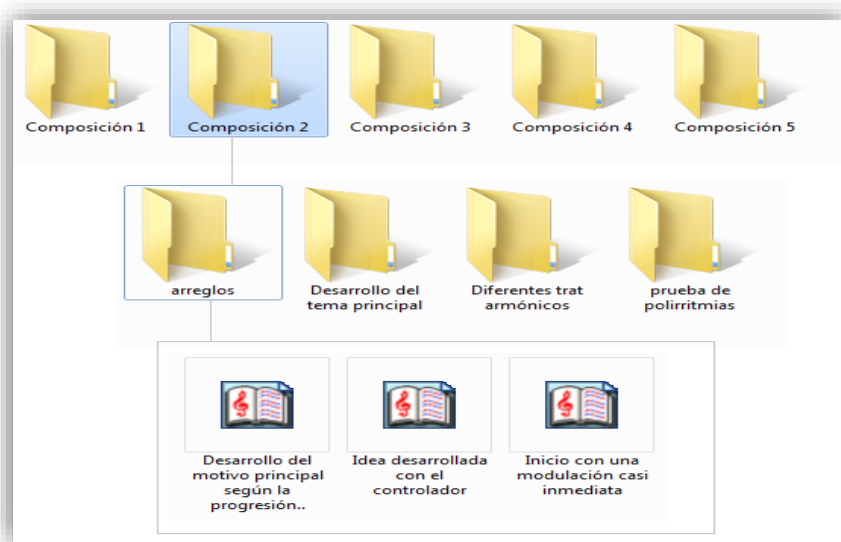 Composición 1
Composición 2
Composición 3
Composición 4
Composición 5
arreglos
Desarrollo del
tema principal
Diferentes trat
armónicos
prueba de
polirritmias
Desarrollo del
motivo principal
según la
progresión..
Idea desarrollada
con el
controlador
Inicio con una
modulación casi
inmediata